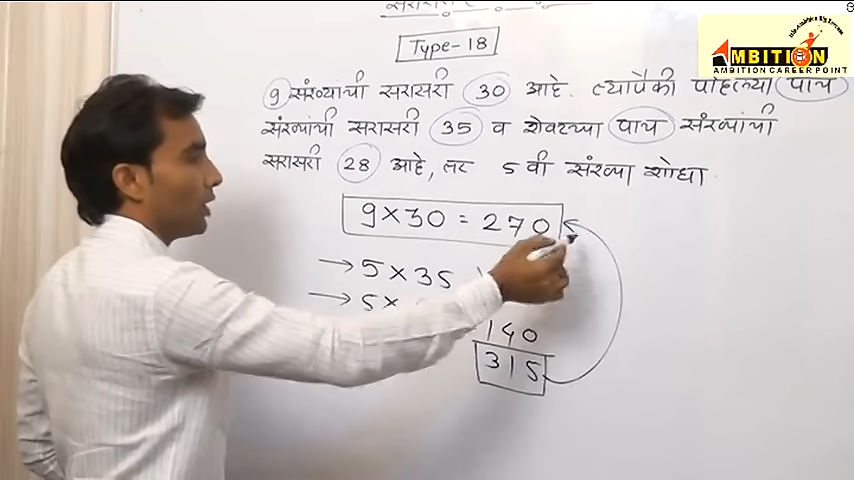 Type-18
AMBITION
AMBITION CAREER POINT
9 संख्यांची सरासरी 30 आहे. त्यापैकी पहिल्या पाच
संख्यांची सरासरी 35 व शेवटच्या पाच संख्यांची
सरासरी 28 आहे, तर 5 वी संख्या शोधा.
9 × 30 = 270
→ 5 × 35
→ 5 ×
140
315